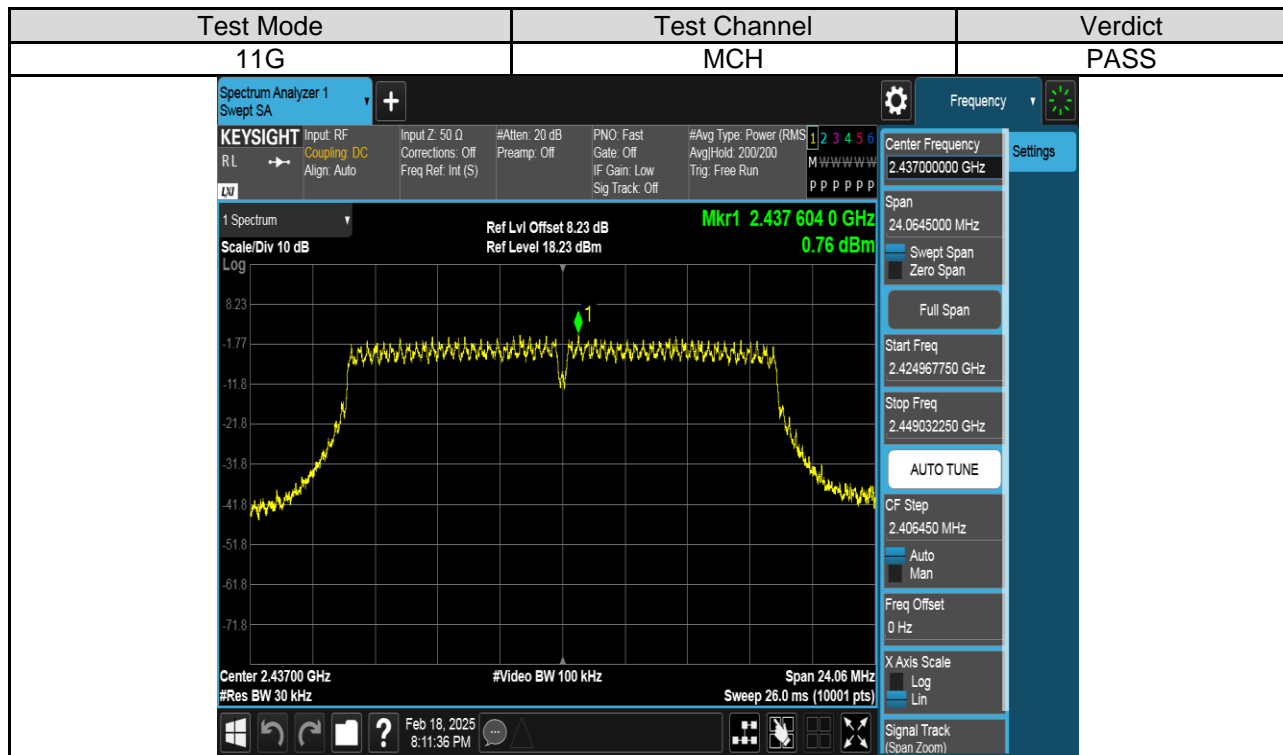 Test Mode Test Channel Verdict
11G MCH PASS
Spectrum Analyzer 1
Swept SA
+
Frequency
KEYSIGHT
RL
LXI
Input: RF
Coupling: DC
Align: Auto
Input Z: 50 Ω
Corrections: Off
Freq Ref: Int (S)
#Atten: 20 dB
Preamp: Off
PNO: Fast
Gate: Off
IF Gain: Low
Sig Track: Off
#Avg Type: Power (RMS
Avg|Hold: 200/200
Trig: Free Run
1 2 3 4 5 6
M W W W W W
P P P P P P
1 Spectrum
Scale/Div 10 dB
Ref Lvl Offset 8.23 dB
Ref Level 18.23 dBm
Mkr1 2.437 604 0 GHz
0.76 dBm
Log
8.23
1
-1.77
-11.8
-21.8
-31.8
-41.8
-51.8
-61.8
-71.8
Center 2.43700 GHz
#Res BW 30 kHz
#Video BW 100 kHz
Span 24.06 MHz
Sweep 26.0 ms (10001 pts)
?
Feb 18, 2025
8:11:36 PM
Center Frequency
2.437000000 GHz
Settings
Span
24.0645000 MHz
Swept Span
Zero Span
Full Span
Start Freq
2.424967750 GHz
Stop Freq
2.449032250 GHz
AUTO TUNE
CF Step
2.406450 MHz
Auto
Man
Freq Offset
0 Hz
X Axis Scale
Log
Lin
Signal Track
(Span Zoom)